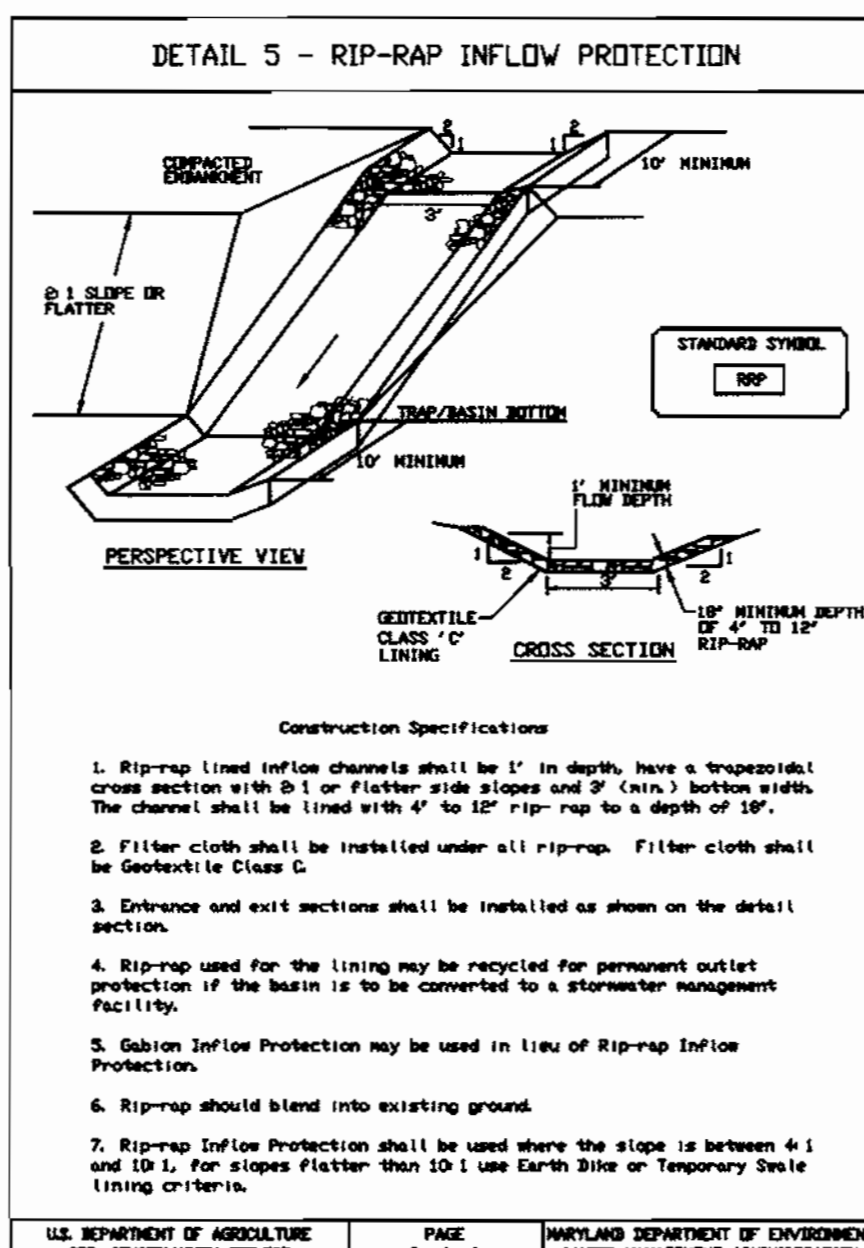 DETAIL 5 - RIP-RAP INFLOW PROTECTION
2
1
1
2
COMPACTED
EMBANKMENT
10' MINIMUM
3'
2:1 SLOPE OR
FLATTER
STANDARD SYMBOL
RRP
TRAP/BASIN BOTTOM
10' MINIMUM
PERSPECTIVE VIEW
1' MINIMUM
FLOW DEPTH
1
2
3'
2
1
GEOTEXTILE
CLASS 'C'
LINING
18" MINIMUM DEPTH
OF 4" TO 12"
RIP-RAP
CROSS SECTION
Construction Specifications
1. Rip-rap lined inflow channels shall be 1' in depth, have a trapezoidal
cross section with 2:1 or flatter side slopes and 3' (min.) bottom width.
The channel shall be lined with 4" to 12" rip- rap to a depth of 18".
2. Filter cloth shall be installed under all rip-rap. Filter cloth shall
be Geotextile Class C.
3. Entrance and exit sections shall be installed as shown on the detail
section.
4. Rip-rap used for the lining may be recycled for permanent outlet
protection if the basin is to be converted to a stormwater management
facility.
5. Gabion Inflow Protection may be used in lieu of Rip-rap Inflow
Protection.
6. Rip-rap should blend into existing ground.
7. Rip-rap Inflow Protection shall be used where the slope is between 4:1
and 10:1, for slopes flatter than 10:1 use Earth Dike or Temporary Swale
lining criteria.
U.S. DEPARTMENT OF AGRICULTURE
PAGE
MARYLAND DEPARTMENT OF ENVIRONME